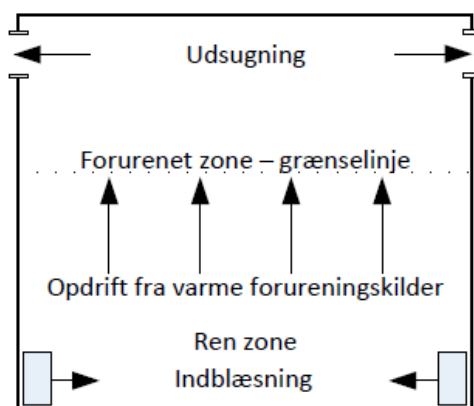 Udsugning
Forurenet zone – grænselinje
Opdrift fra varme forureningskilder
Ren zone
Indblæsning